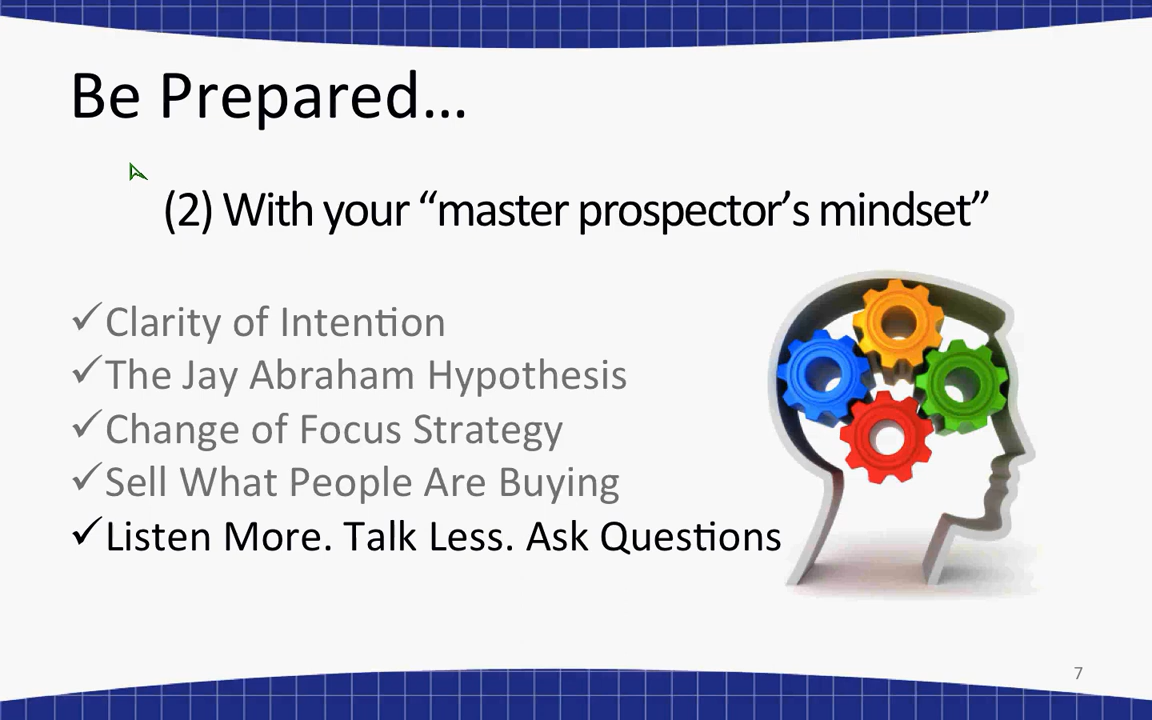 Be Prepared…
(2) With your “master prospector’s mindset”
✓Clarity of Intention
✓The Jay Abraham Hypothesis
✓Change of Focus Strategy
✓Sell What People Are Buying
✓Listen More. Talk Less. Ask Questions
7